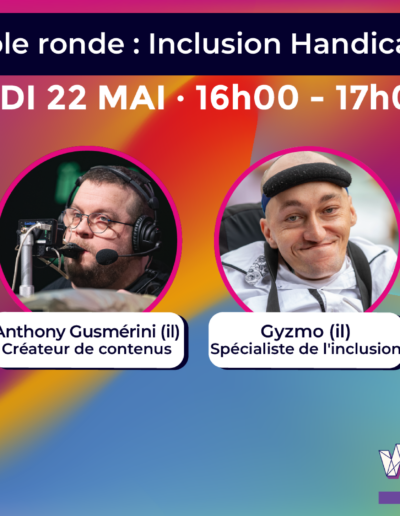 ble ronde : Inclusion Handica
DI 22 MAI · 16h00 - 17h0
Anthony Gusmérini (il)
Créateur de contenus
Gyzmo (il)
Spécialiste de l'inclusion